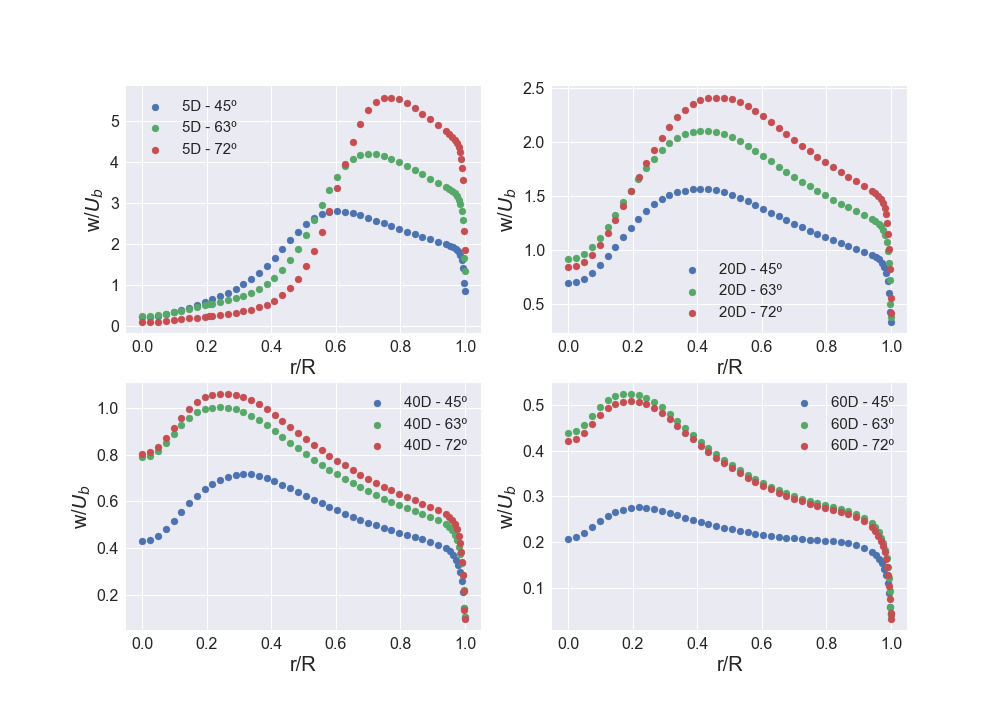 5D - 45º
5D - 63º
5D - 72º
5
4
3
2
1
0
w/U_b
0.0 0.2 0.4 0.6 0.8 1.0
r/R
2.5
2.0
1.5
1.0
0.5
w/U_b
20D - 45º
20D - 63º
20D - 72º
0.0 0.2 0.4 0.6 0.8 1.0
r/R
1.0
0.8
0.6
0.4
0.2
w/U_b
40D - 45º
40D - 63º
40D - 72º
0.0 0.2 0.4 0.6 0.8 1.0
r/R
0.5
0.4
0.3
0.2
0.1
w/U_b
60D - 45º
60D - 63º
60D - 72º
0.0 0.2 0.4 0.6 0.8 1.0
r/R